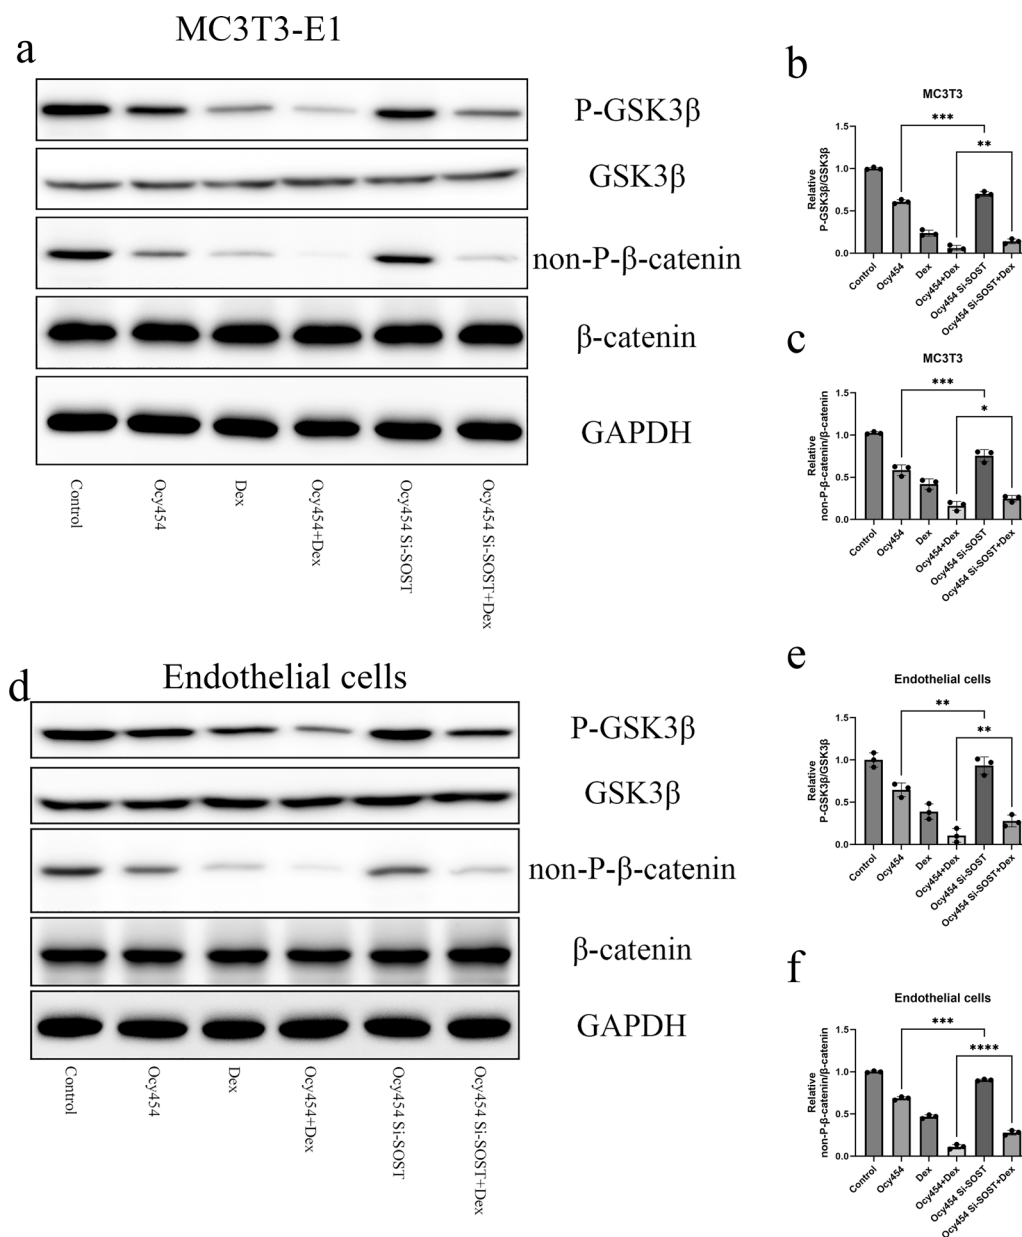 a
MC3T3-E1
P-GSK3β
GSK3β
non-P-β-catenin
β-catenin
GAPDH
Control
Ocy454
Dex
Ocy454+Dex
Ocy454 Si-SOST
Ocy454 Si-SOST+Dex
b
MC3T3
***
**
Relative
P-GSK3β/GSK3β
1.5
1.0
0.5
0.0
Control
Ocy454
Dex
Ocy454+Dex
Ocy454 Si-SOST
Ocy454 Si-SOST+Dex
c
MC3T3
***
*
Relative
non-P-β-catenin/β-catenin
1.5
1.0
0.5
0.0
Control
Ocy454
Dex
Ocy454+Dex
Ocy454 Si-SOST
Ocy454 Si-SOST+Dex
d
Endothelial cells
P-GSK3β
GSK3β
non-P-β-catenin
β-catenin
GAPDH
Control
Ocy454
Dex
Ocy454+Dex
Ocy454 Si-SOST
Ocy454 Si-SOST+Dex
e
Endothelial cells
**
**
Relative
P-GSK3β/GSK3β
1.5
1.0
0.5
0.0
Control
Ocy454
Dex
Ocy454+Dex
Ocy454 Si-SOST
Ocy454 Si-SOST+Dex
f
Endothelial cells
***
****
Relative
non-P-β-catenin/β-catenin
1.5
1.0
0.5
0.0
Control
Ocy454
Dex
Ocy454+Dex
Ocy454 Si-SOST
Ocy454 Si-SOST+Dex